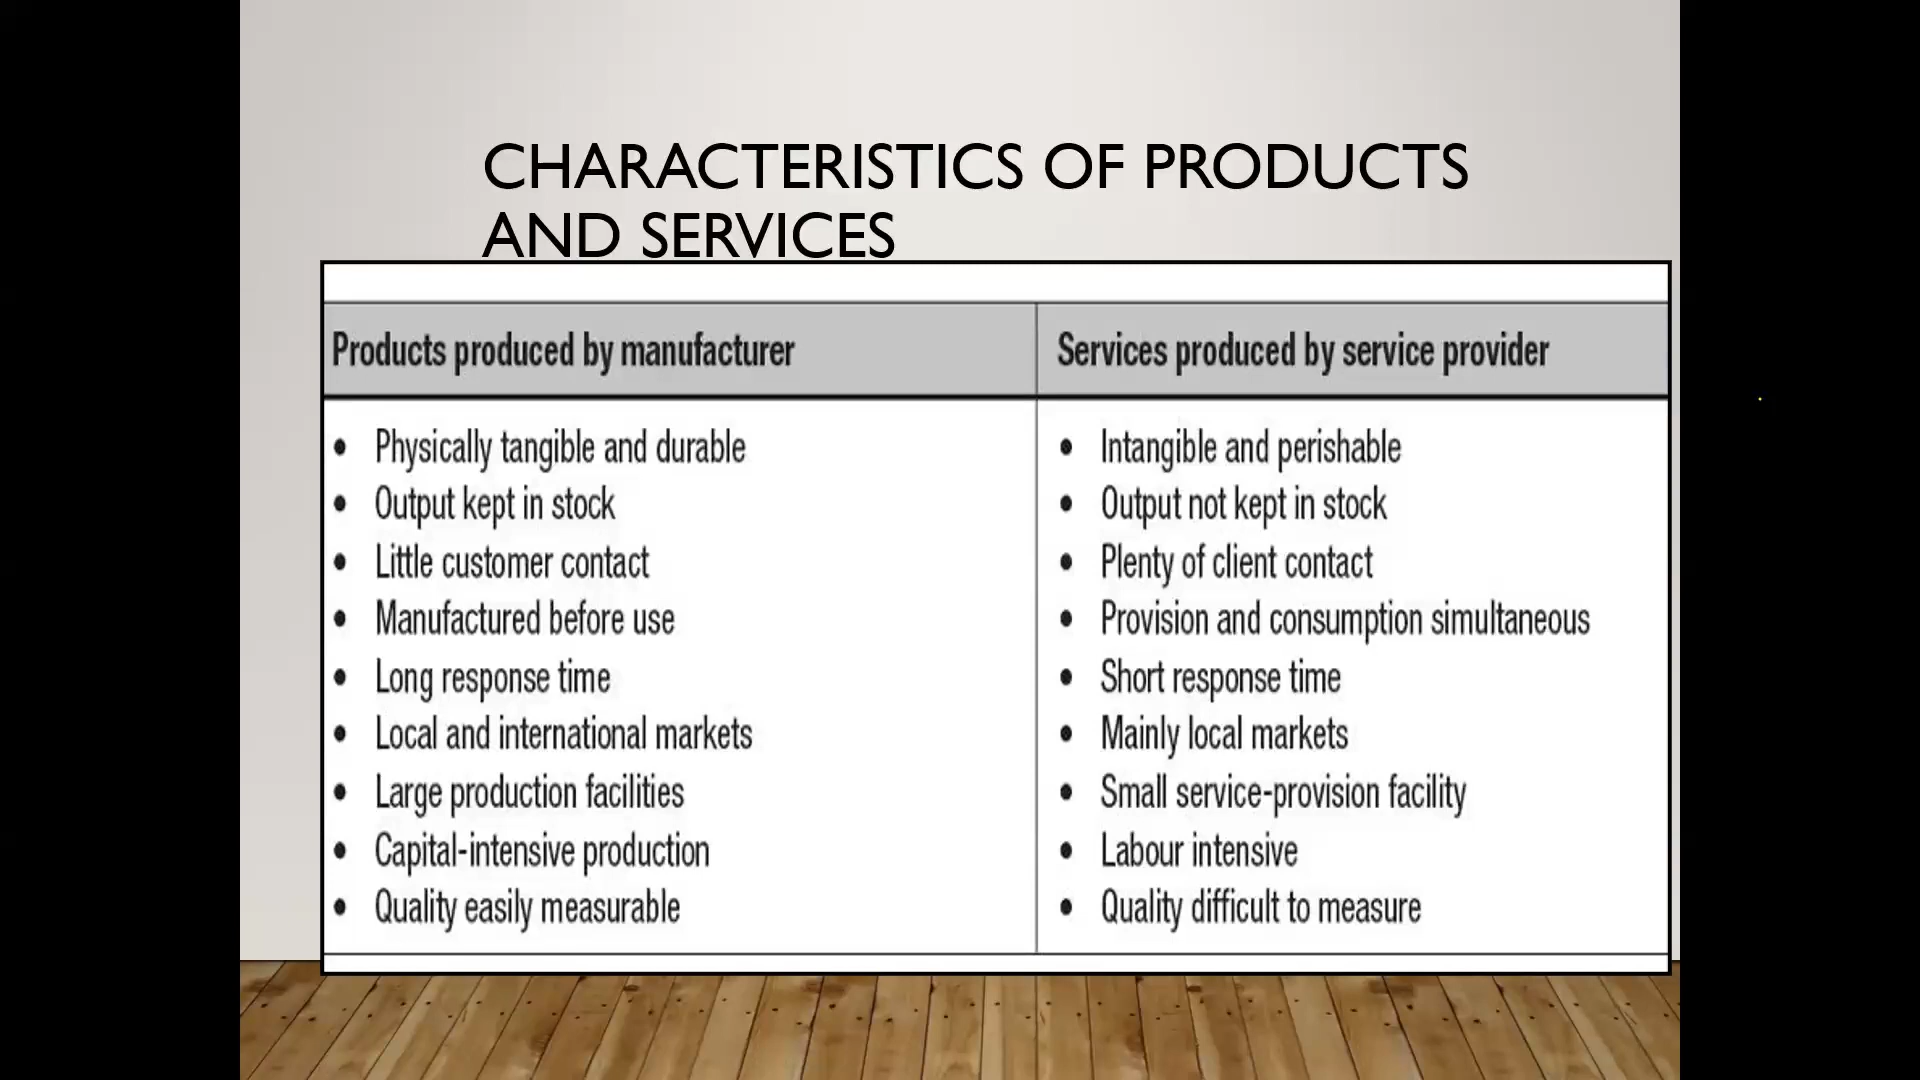 CHARACTERISTICS OF PRODUCTS
AND SERVICES
Products produced by manufacturer
Services produced by service provider
• Physically tangible and durable
• Output kept in stock
• Little customer contact
• Manufactured before use
• Long response time
• Local and international markets
• Large production facilities
• Capital-intensive production
• Quality easily measurable
• Intangible and perishable
• Output not kept in stock
• Plenty of client contact
• Provision and consumption simultaneous
• Short response time
• Mainly local markets
• Small service-provision facility
• Labour intensive
• Quality difficult to measure